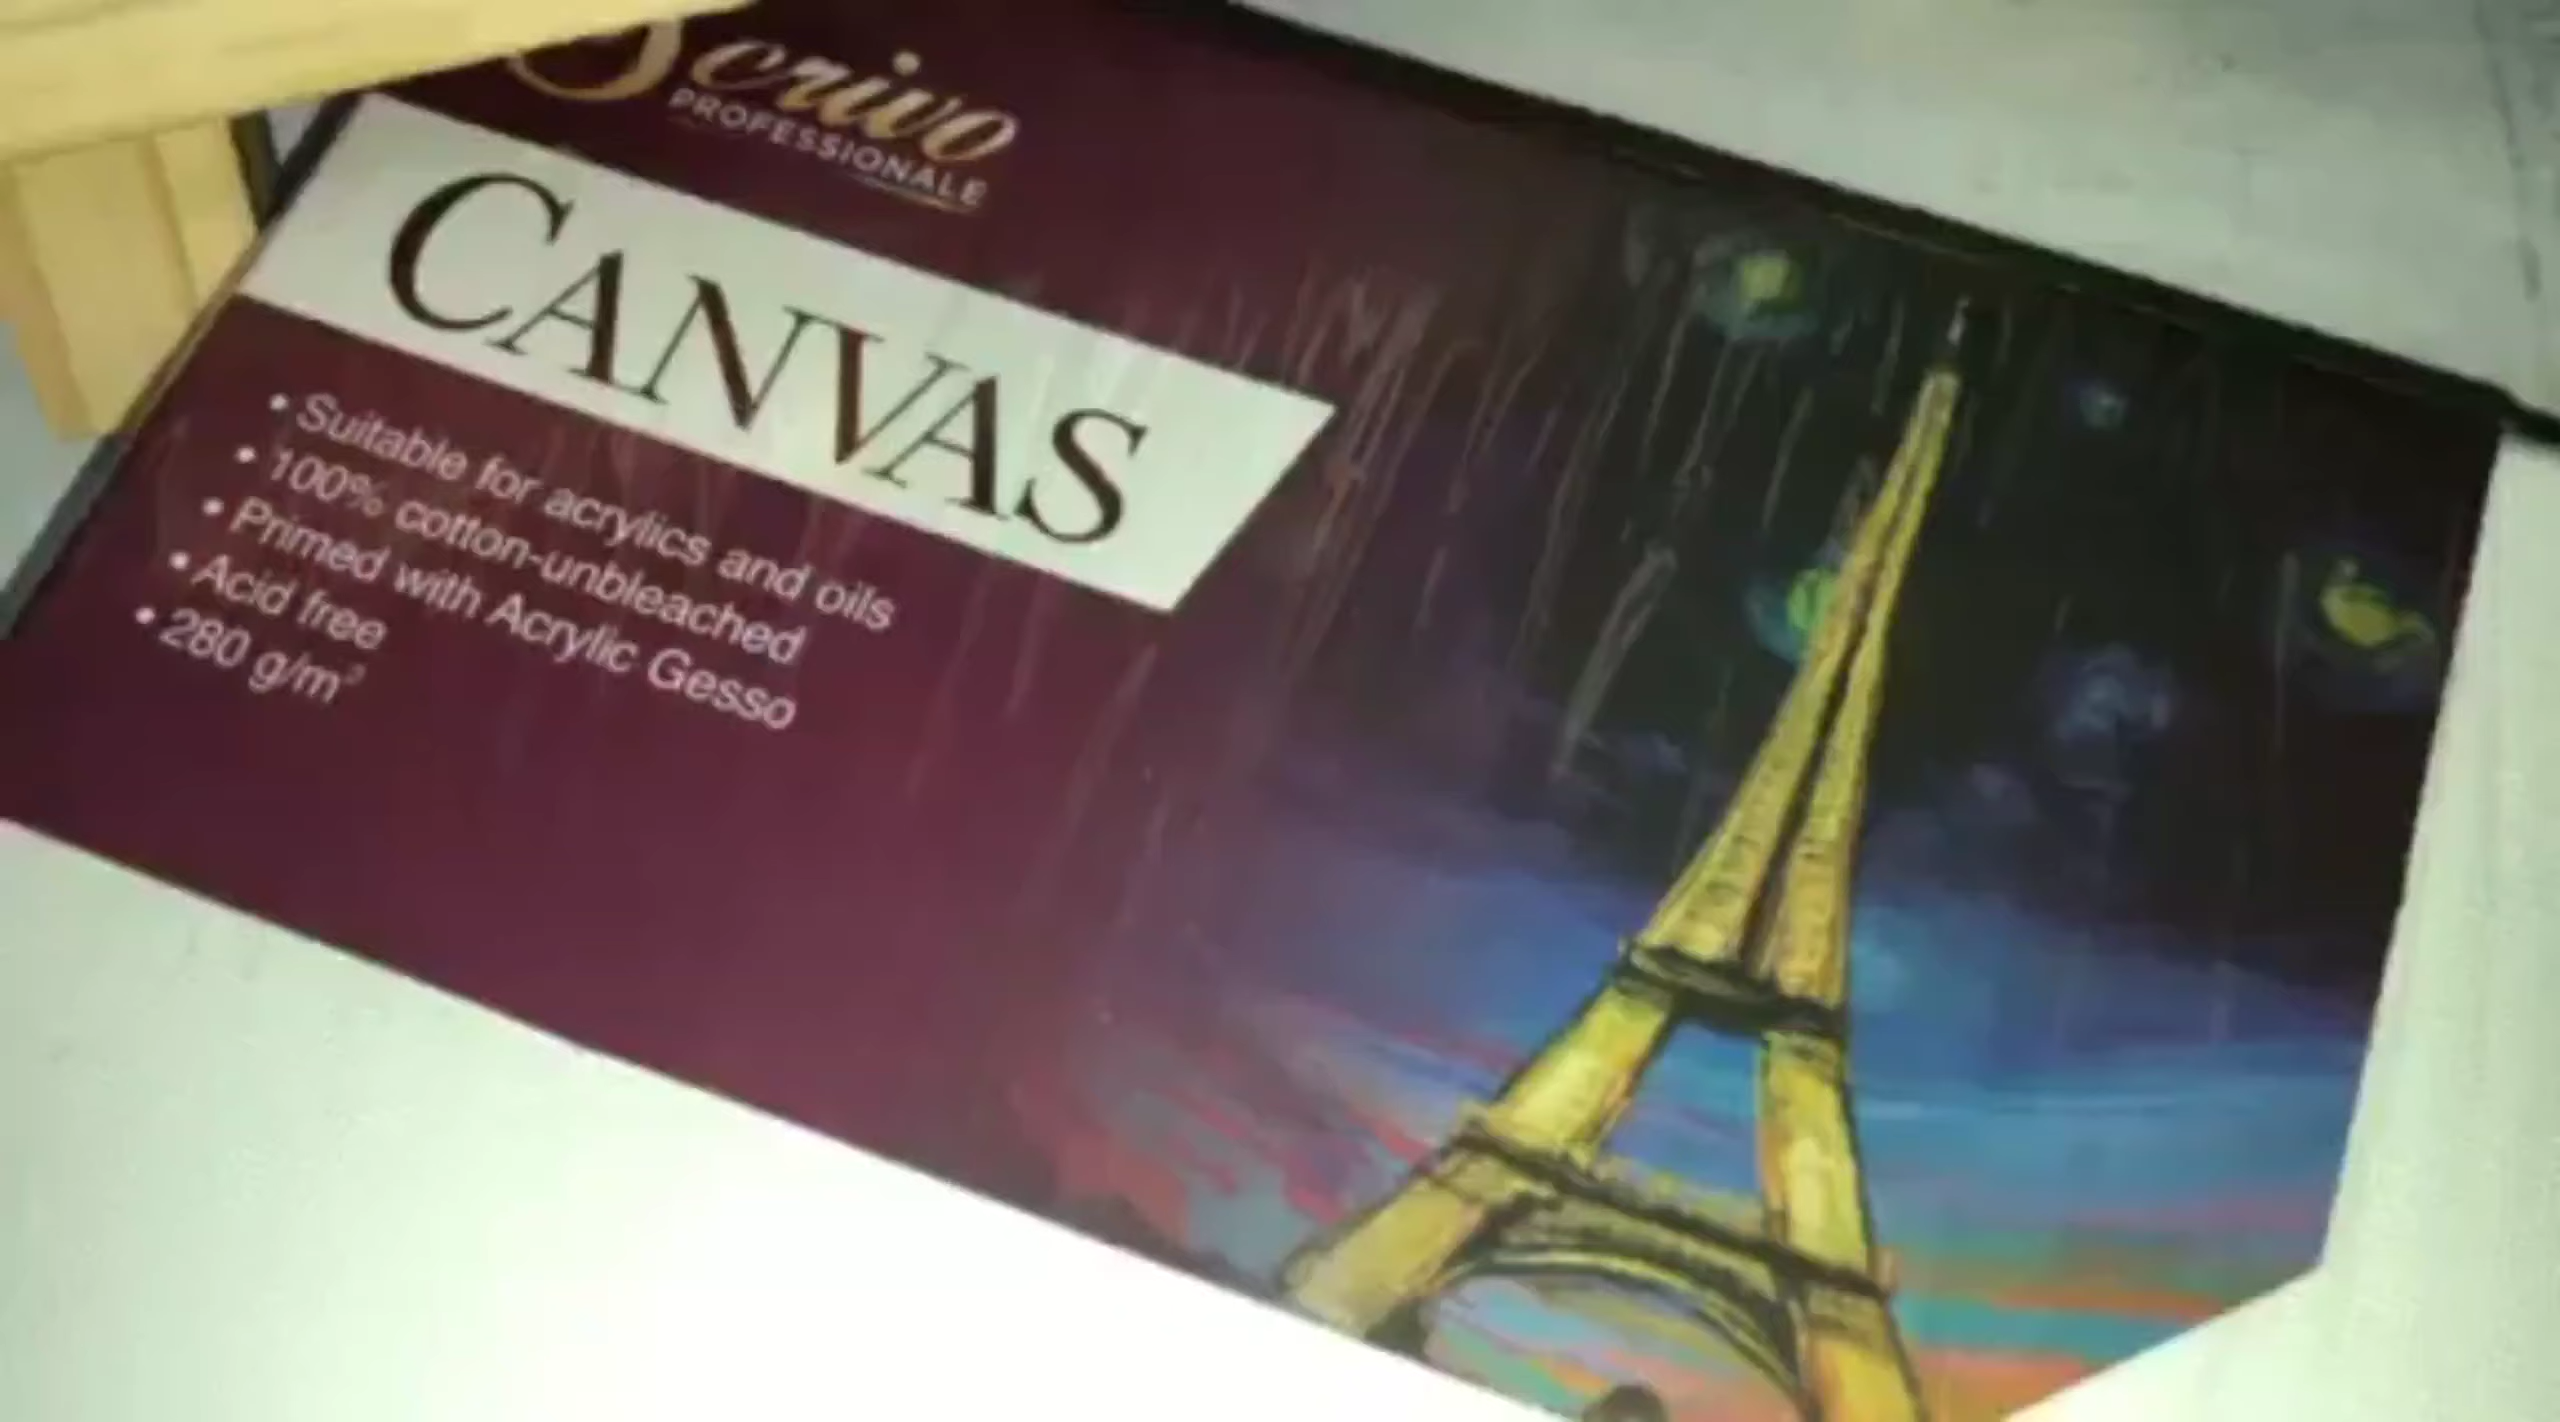 Scrivo
PROFESSIONALE
CANVAS
• Suitable for acrylics and oils
• 100% cotton-unbleached
• Primed with Acrylic Gesso
• Acid free
• 280 g/m²